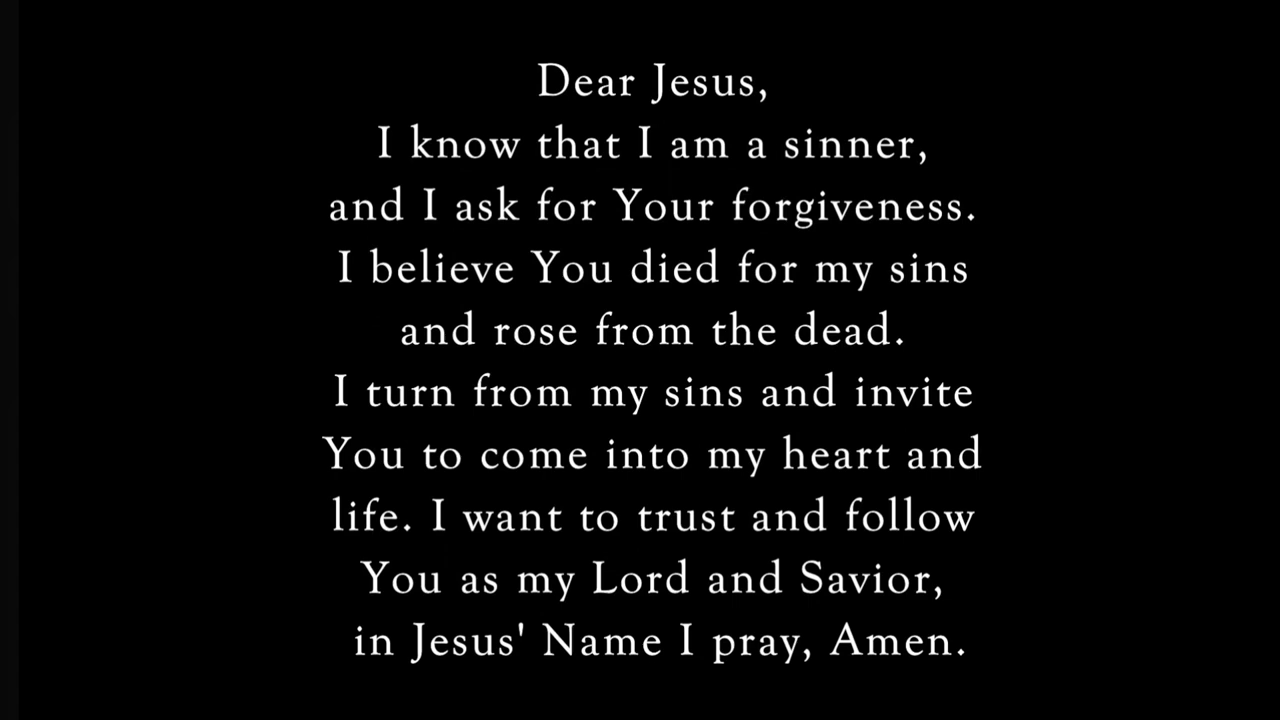 Dear Jesus,
I know that I am a sinner,
and I ask for Your forgiveness.
I believe You died for my sins
and rose from the dead.
I turn from my sins and invite
You to come into my heart and
life. I want to trust and follow
You as my Lord and Savior,
in Jesus' Name I pray, Amen.